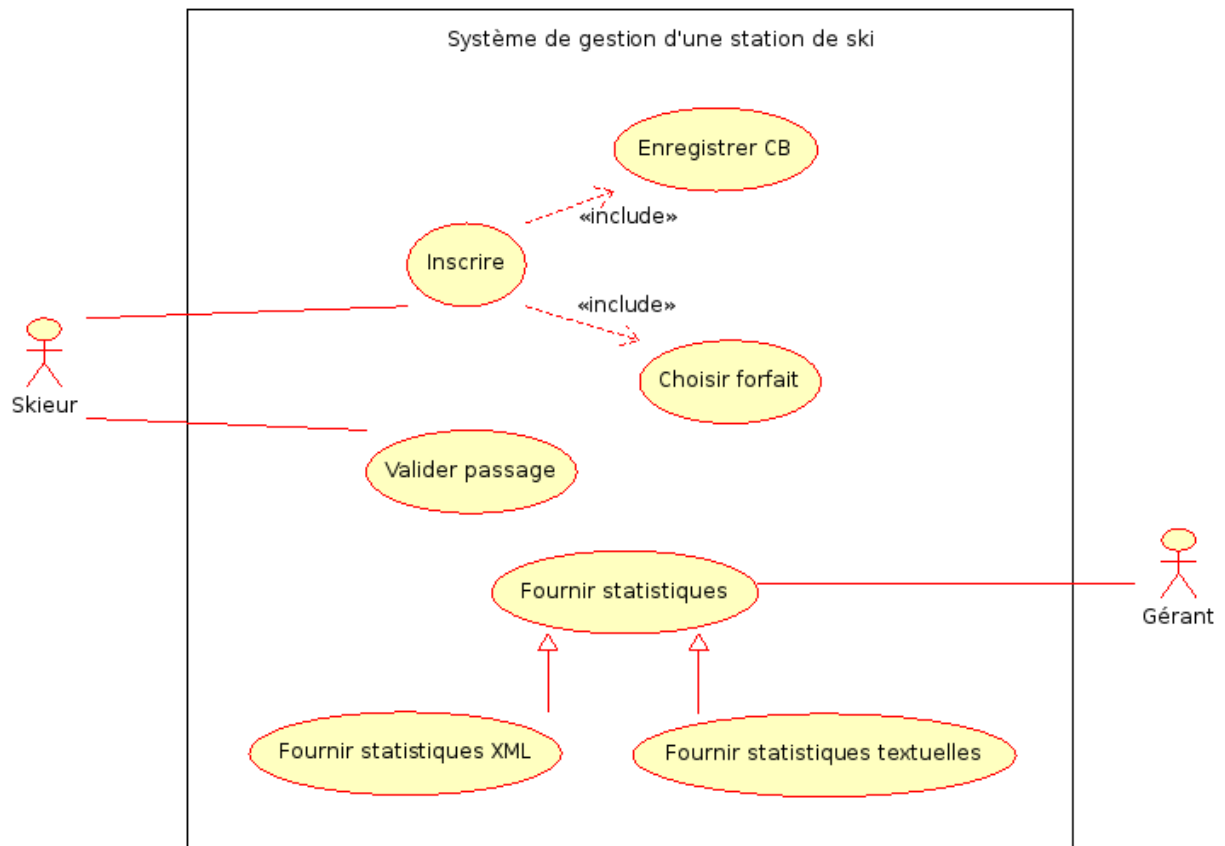 Système de gestion d'une station de ski
Enregistrer CB
«include»
Inscrire
«include»
Choisir forfait
Skieur
Valider passage
Fournir statistiques
Gérant
Fournir statistiques XML
Fournir statistiques textuelles